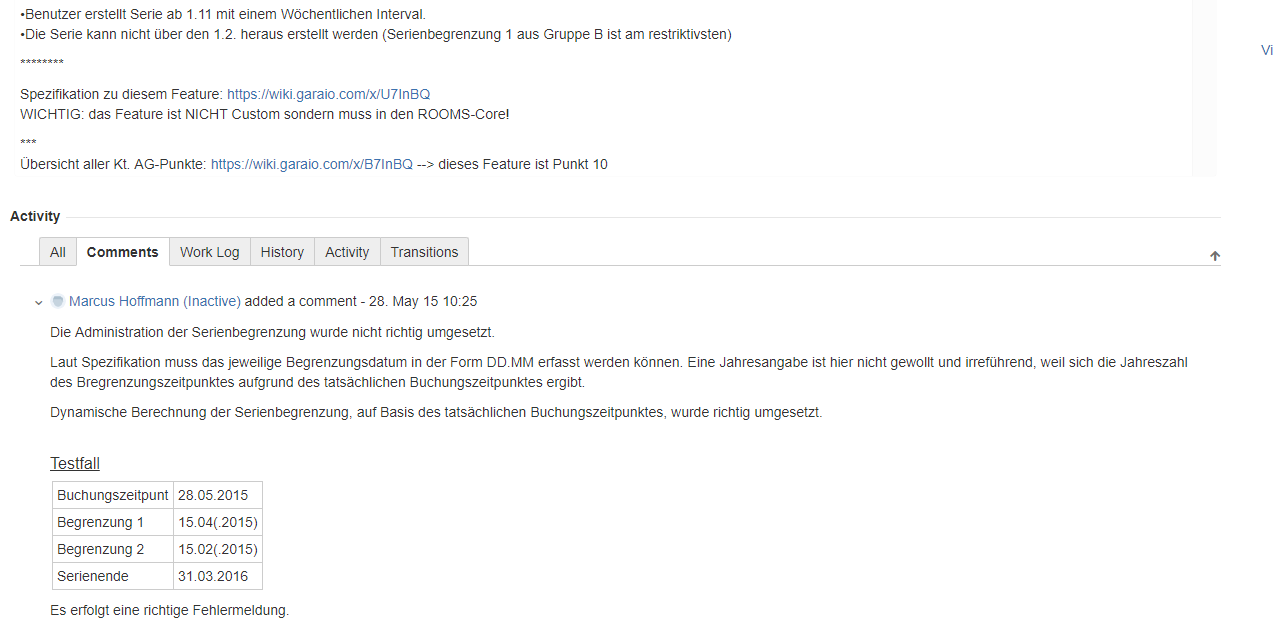 •Benutzer erstellt Serie ab 1.11 mit einem Wöchentlichen Interval.
•Die Serie kann nicht über den 1.2. heraus erstellt werden (Serienbegrenzung 1 aus Gruppe B ist am restriktivsten)
Vi
********
Spezifikation zu diesem Feature: https://wiki.garaio.com/x/U7InBQ
WICHTIG: das Feature ist NICHT Custom sondern muss in den ROOMS-Core!
***
Übersicht aller Kt. AG-Punkte: https://wiki.garaio.com/x/B7InBQ --> dieses Feature ist Punkt 10
Activity
All Comments Work Log History Activity Transitions
Marcus Hoffmann (Inactive) added a comment - 28. May 15 10:25
Die Administration der Serienbegrenzung wurde nicht richtig umgesetzt.
Laut Spezifikation muss das jeweilige Begrenzungsdatum in der Form DD.MM erfasst werden können. Eine Jahresangabe ist hier nicht gewollt und irreführend, weil sich die Jahreszahl
des Bregrenzungszeitpunktes aufgrund des tatsächlichen Buchungszeitpunktes ergibt.
Dynamische Berechnung der Serienbegrenzung, auf Basis des tatsächlichen Buchungszeitpunktes, wurde richtig umgesetzt.
Testfall
Buchungszeitpunt 28.05.2015
Begrenzung 1 15.04(.2015)
Begrenzung 2 15.02(.2015)
Serienende 31.03.2016
Es erfolgt eine richtige Fehlermeldung.